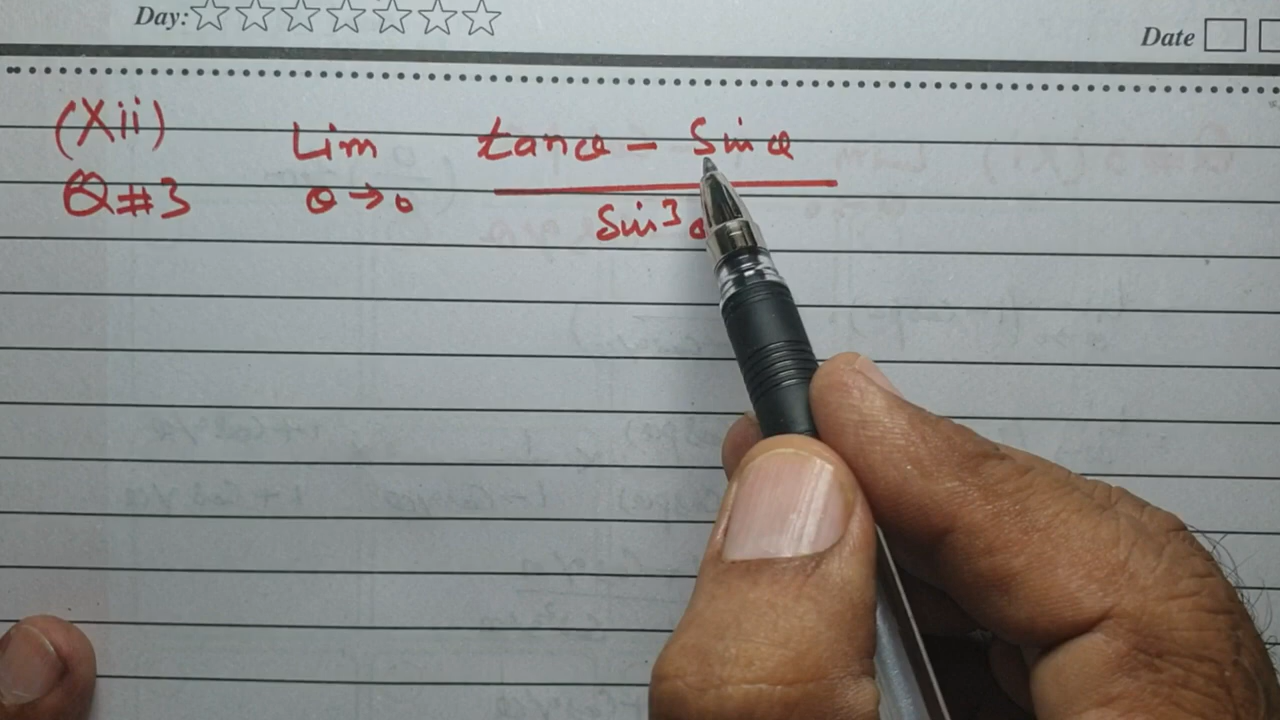 Day:
Date
(Xii) Lim tanθ - Sinθ
Q#3 θ→0 Sin³θ